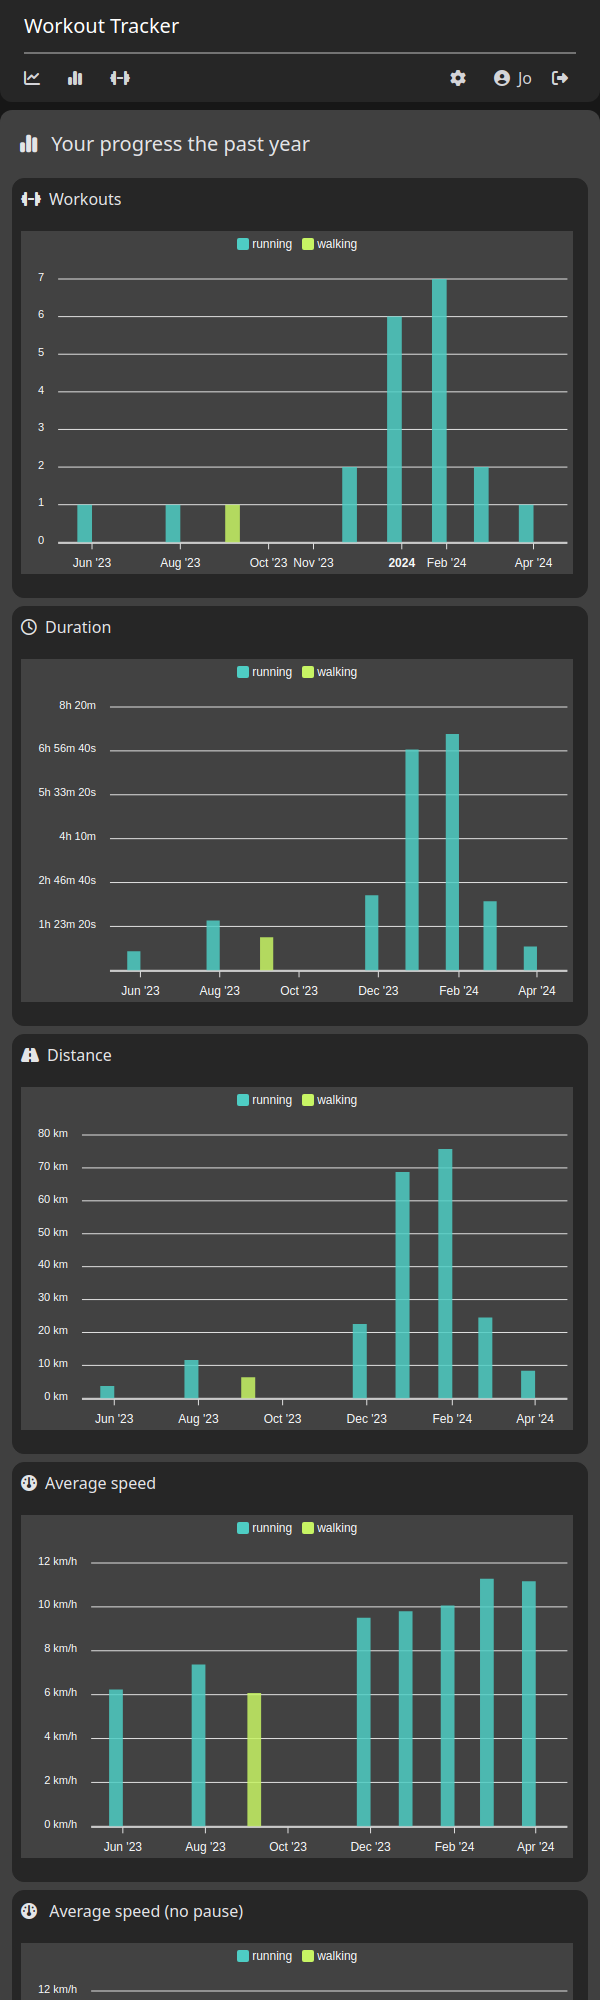 Workout Tracker
Jo
Your progress the past year
Workouts
running walking
7
6
5
4
3
2
1
0
Jun '23 Aug '23 Oct '23 Nov '23 2024 Feb '24 Apr '24
Duration
running walking
8h 20m
6h 56m 40s
5h 33m 20s
4h 10m
2h 46m 40s
1h 23m 20s
Jun '23 Aug '23 Oct '23 Dec '23 Feb '24 Apr '24
Distance
running walking
80 km
70 km
60 km
50 km
40 km
30 km
20 km
10 km
0 km
Jun '23 Aug '23 Oct '23 Dec '23 Feb '24 Apr '24
Average speed
running walking
12 km/h
10 km/h
8 km/h
6 km/h
4 km/h
2 km/h
0 km/h
Jun '23 Aug '23 Oct '23 Dec '23 Feb '24 Apr '24
Average speed (no pause)
running walking
12 km/h